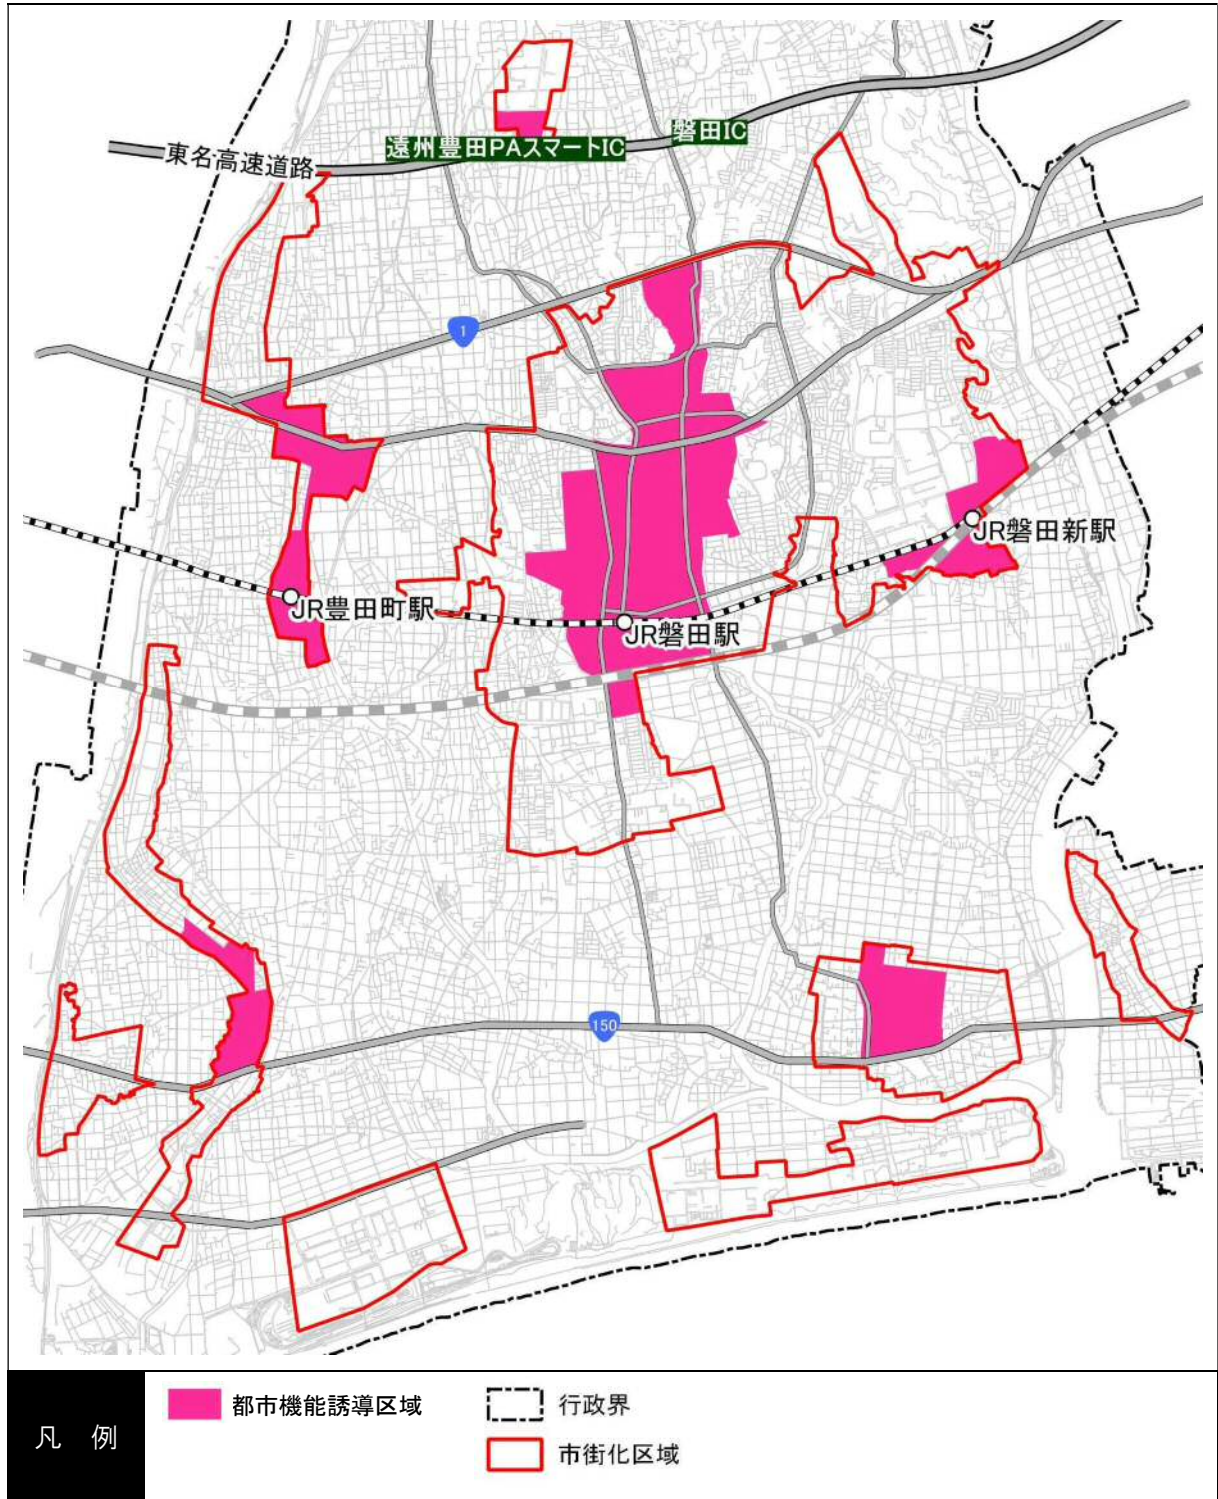 磐田IC
遠州豊田PAスマートIC
東名高速道路
1
JR磐田新駅
JR豊田町駅
JR磐田駅
150
凡 例
都市機能誘導区域
行政界
市街化区域